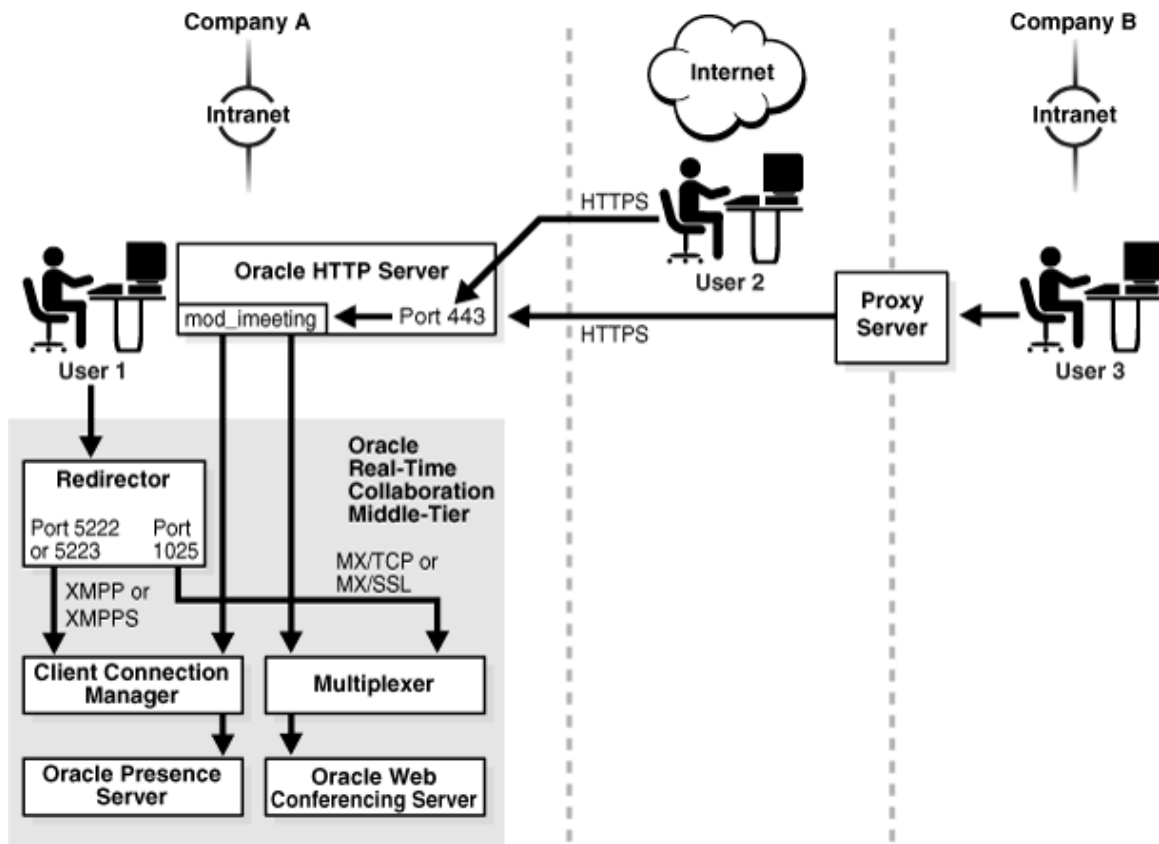 Company A
Intranet
Internet
Company B
Intranet
HTTPS
User 2
Oracle HTTP Server
mod_imeeting
Port 443
HTTPS
Proxy
Server
User 3
User 1
Oracle
Real-Time
Collaboration
Middle-Tier
Redirector
Port 5222
or 5223
Port
1025
XMPP or
XMPPS
MX/TCP or
MX/SSL
Client Connection
Manager
Multiplexer
Oracle Presence
Server
Oracle Web
Conferencing Server